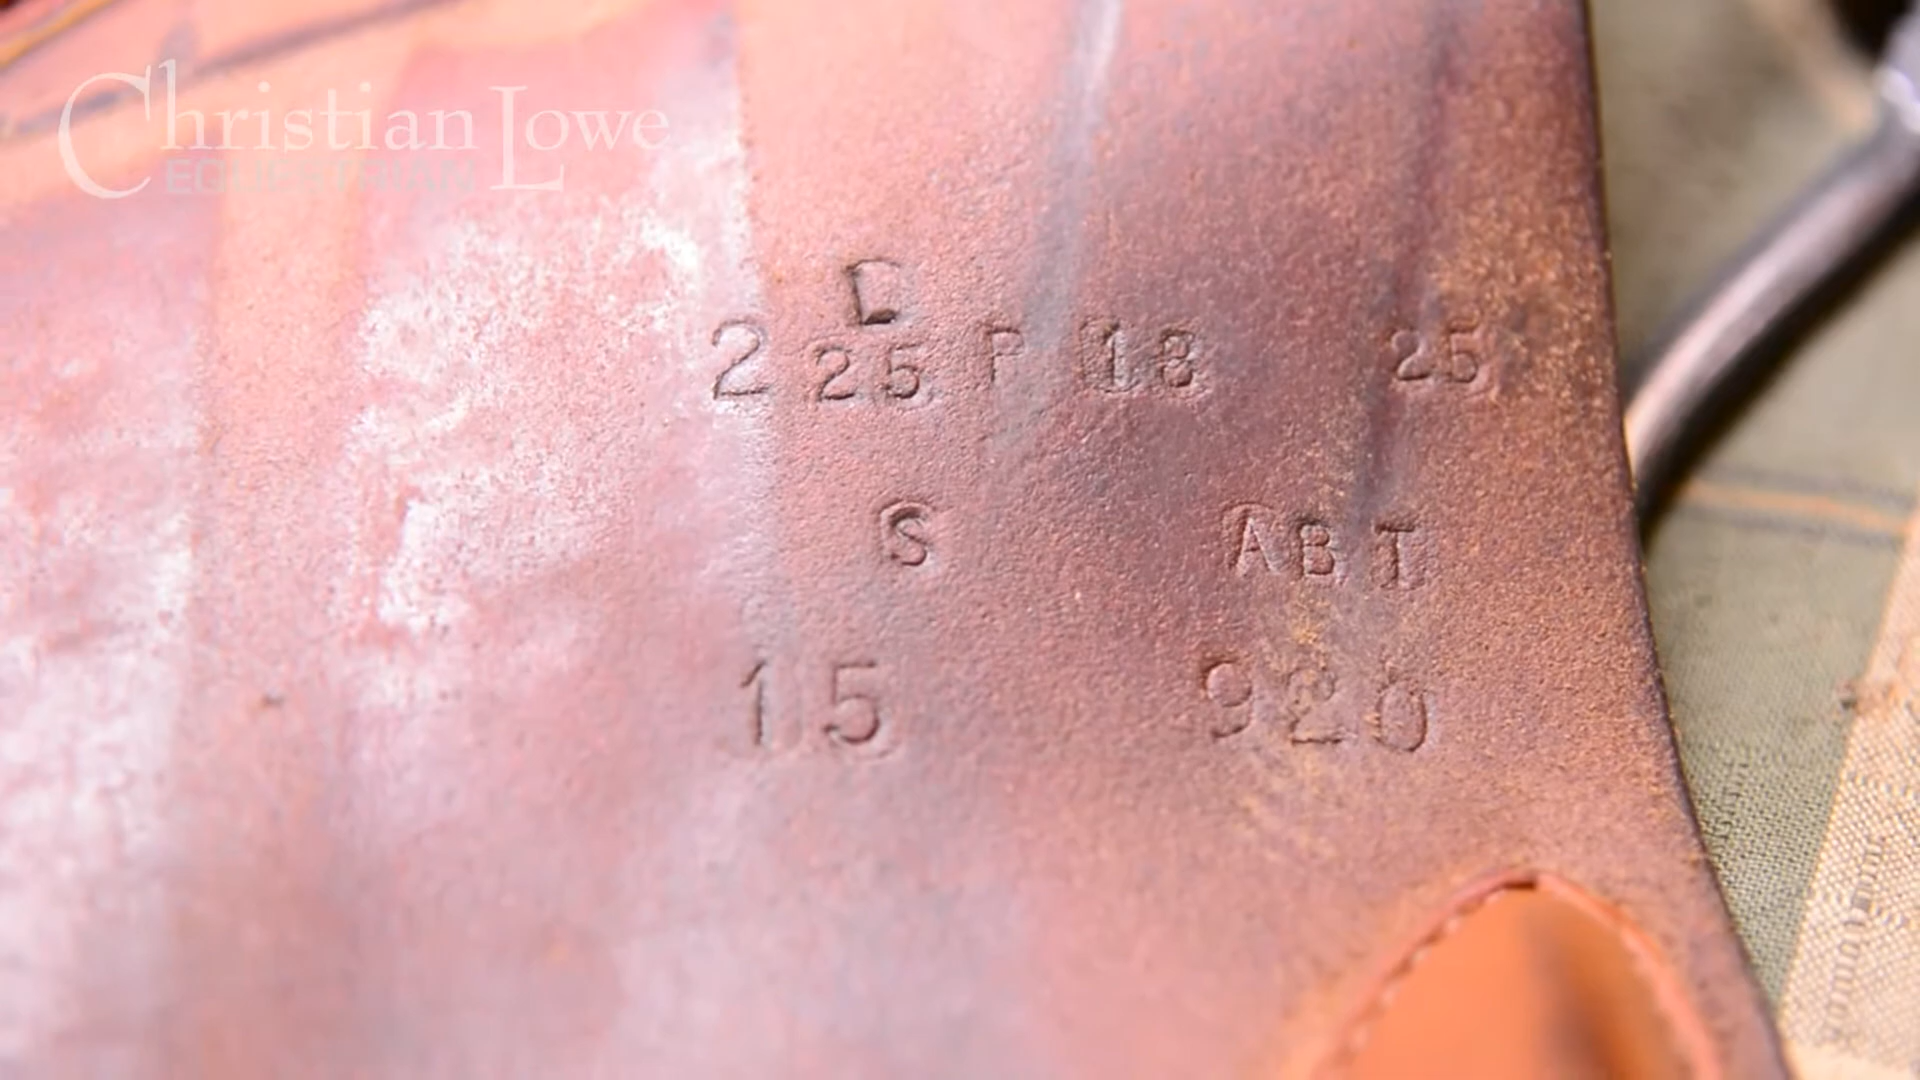 Christian Lowe
EQUESTRIAN
2 25 P 18 25
S ABT
15 920